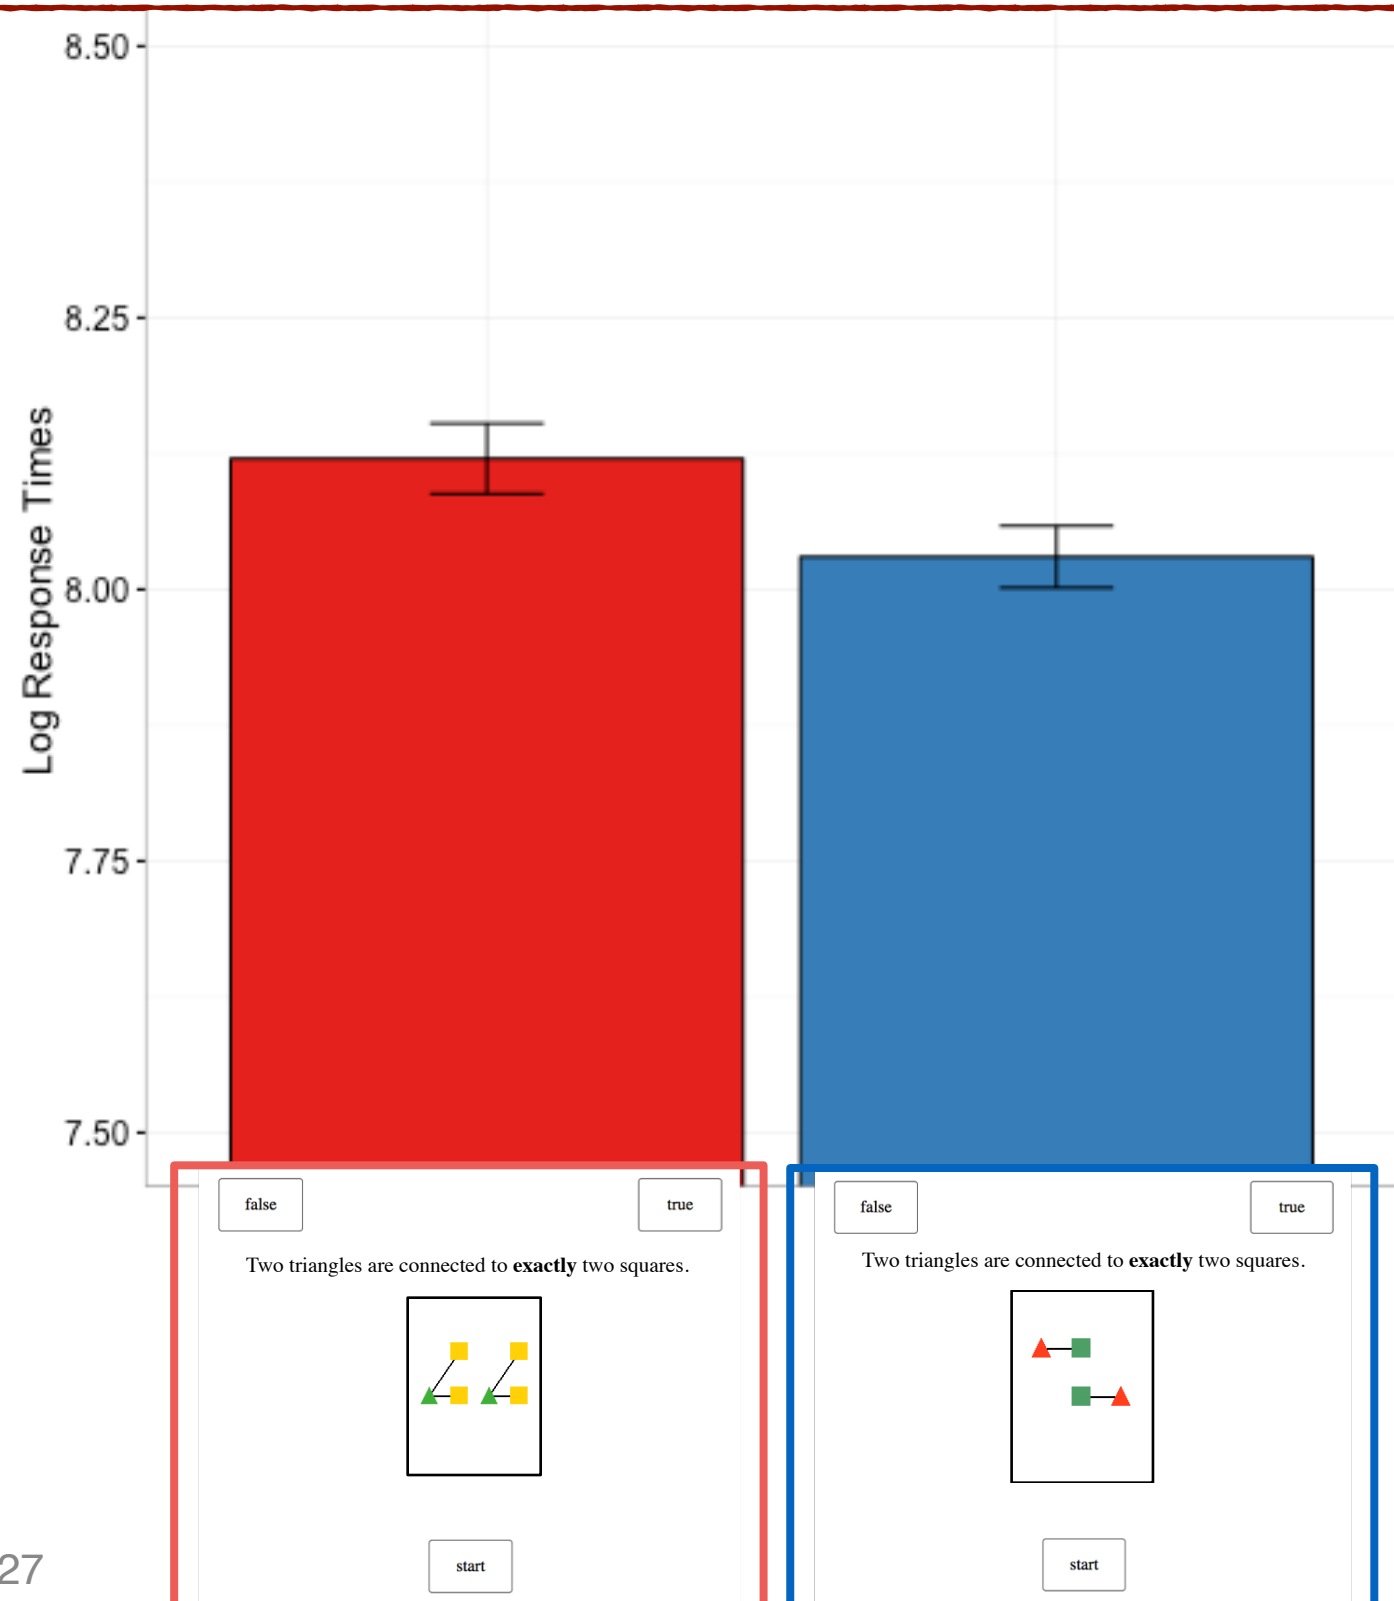 8.50
8.25
8.00
7.75
7.50
Log Response Times
false
true
Two triangles are connected to exactly two squares.
start
false
true
Two triangles are connected to exactly two squares.
start
27